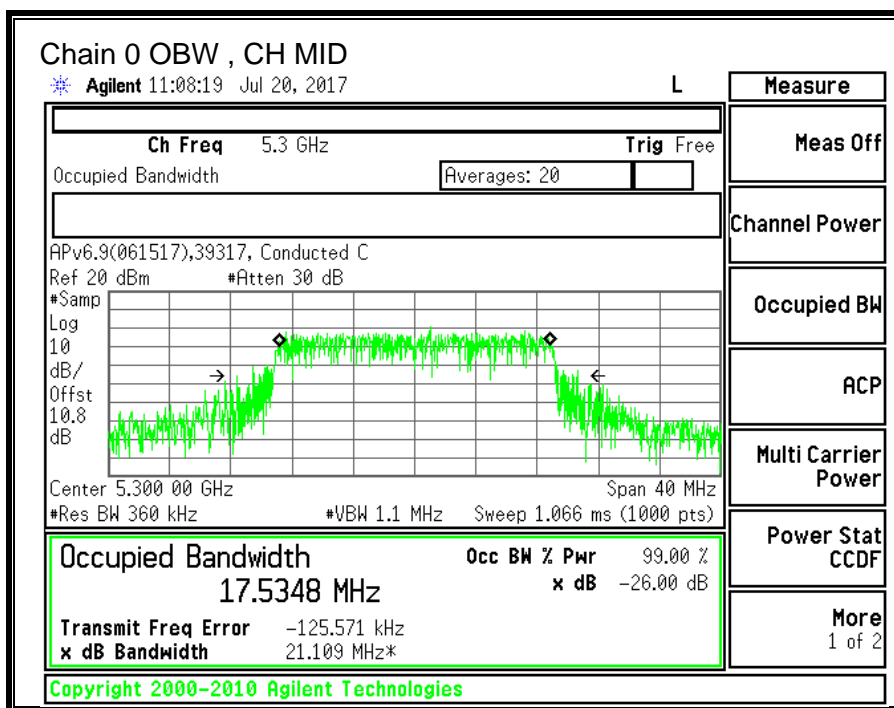 Chain 0 OBW , CH MID
Agilent 11:08:19 Jul 20, 2017 L
Measure
Ch Freq 5.3 GHz Trig Free
Occupied Bandwidth Averages: 20
Meas Off
Channel Power
Occupied BW
ACP
Multi Carrier
Power
Power Stat
CCDF
More
1 of 2
APv6.9(061517),39317, Conducted C
Ref 20 dBm #Atten 30 dB
#Samp
Log
10
dB/
Offst
10.8
dB
Center 5.300 00 GHz Span 40 MHz
#Res BW 360 kHz #VBW 1.1 MHz Sweep 1.066 ms (1000 pts)
Occupied Bandwidth Occ BW % Pwr 99.00 %
17.5348 MHz x dB -26.00 dB
Transmit Freq Error -125.571 kHz
x dB Bandwidth 21.109 MHz*
Copyright 2000-2010 Agilent Technologies